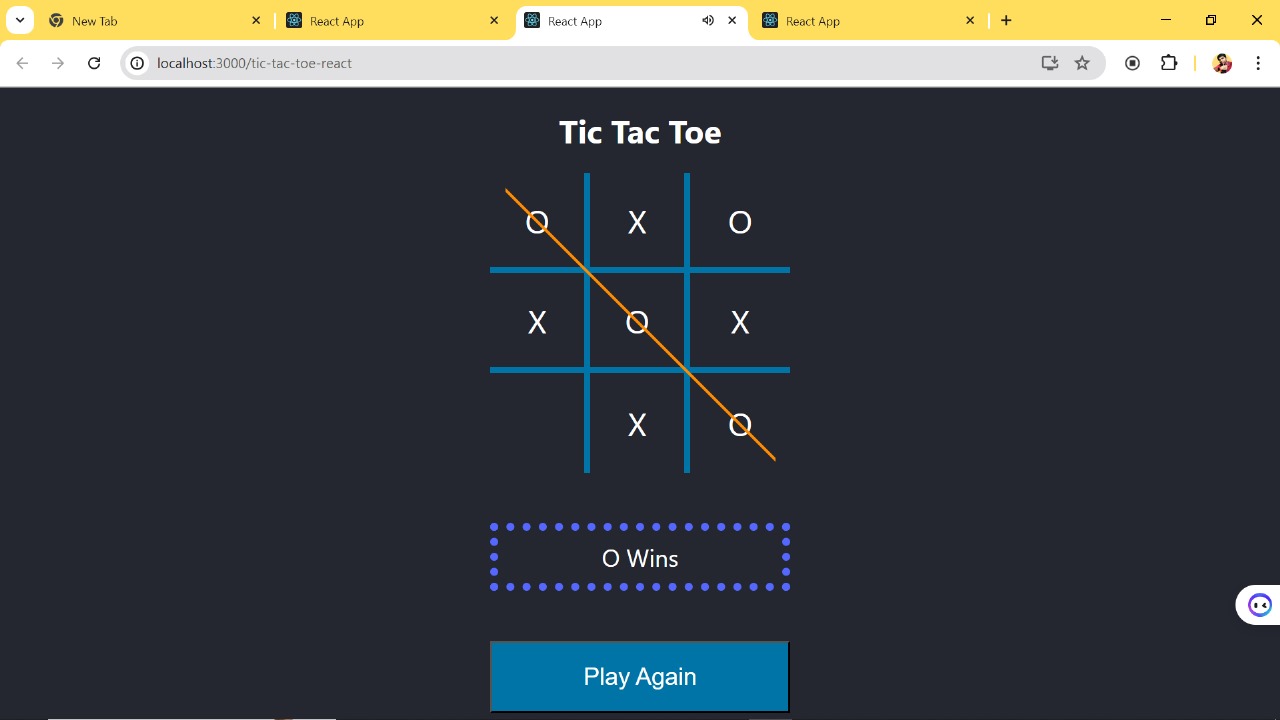 New Tab
React App
React App
React App
localhost:3000/tic-tac-toe-react
Tic Tac Toe
O X O
X O X
X O
O Wins
Play Again